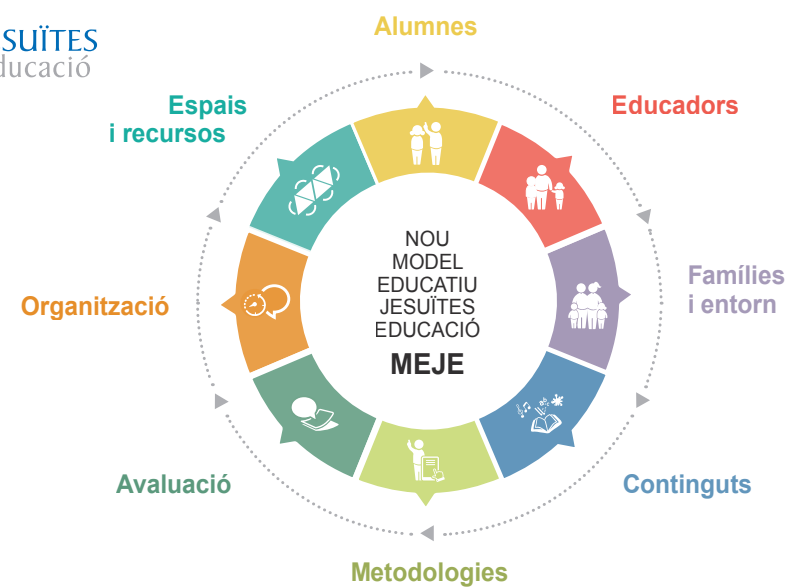 SUÏTES
ducació
Alumnes
Educadors
Famílies
i entorn
Continguts
Metodologies
Avaluació
Organització
Espais
i recursos
NOU
MODEL
EDUCATIU
JESUÏTES
EDUCACIÓ
MEJE